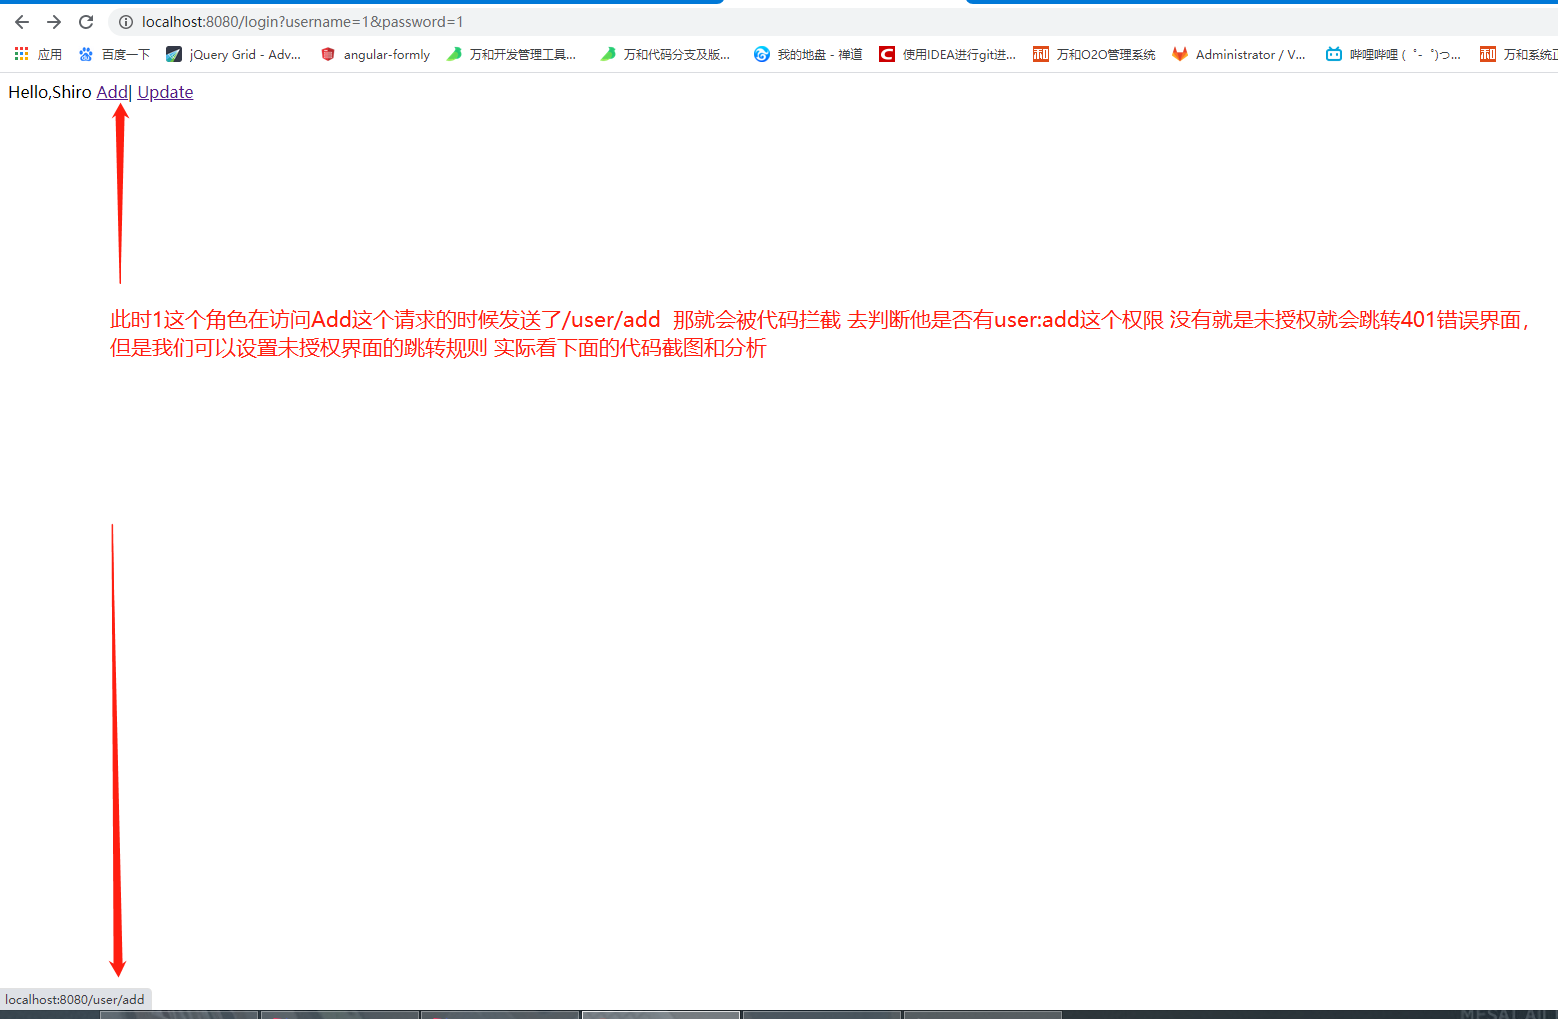 localhost:8080/login?username=1&password=1
应用 百度一下 jQuery Grid - Adv... angular-formly 万和开发管理工具... 万和代码分支及版... 我的地盘 - 禅道 使用IDEA进行git进... 万和O2O管理系统 Administrator / V... 哔哩哔哩 ( ゜- ゜)つ... 万和系统正
Hello,Shiro Add| Update
此时1这个角色在访问Add这个请求的时候发送了/user/add 那就会被代码拦截 去判断他是否有user:add这个权限 没有就是未授权就会跳转401错误界面，
但是我们可以设置未授权界面的跳转规则 实际看下面的代码截图和分析
localhost:8080/user/add